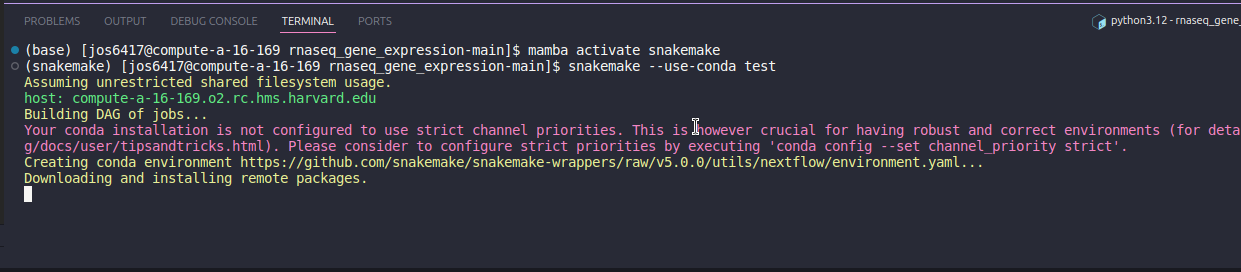 PROBLEMS OUTPUT DEBUG CONSOLE TERMINAL PORTS python3.12 - rnaseq_gene_
(base) [jos6417@compute-a-16-169 rnaseq_gene_expression-main]$ mamba activate snakemake
(snakemake) [jos6417@compute-a-16-169 rnaseq_gene_expression-main]$ snakemake --use-conda test
Assuming unrestricted shared filesystem usage.
host: compute-a-16-169.o2.rc.hms.harvard.edu
Building DAG of jobs...
Your conda installation is not configured to use strict channel priorities. This is however crucial for having robust and correct environments (for deta
g/docs/user/tipsandtricks.html). Please consider to configure strict priorities by executing 'conda config --set channel_priority strict'.
Creating conda environment https://github.com/snakemake/snakemake-wrappers/raw/v5.0.0/utils/nextflow/environment.yaml...
Downloading and installing remote packages.